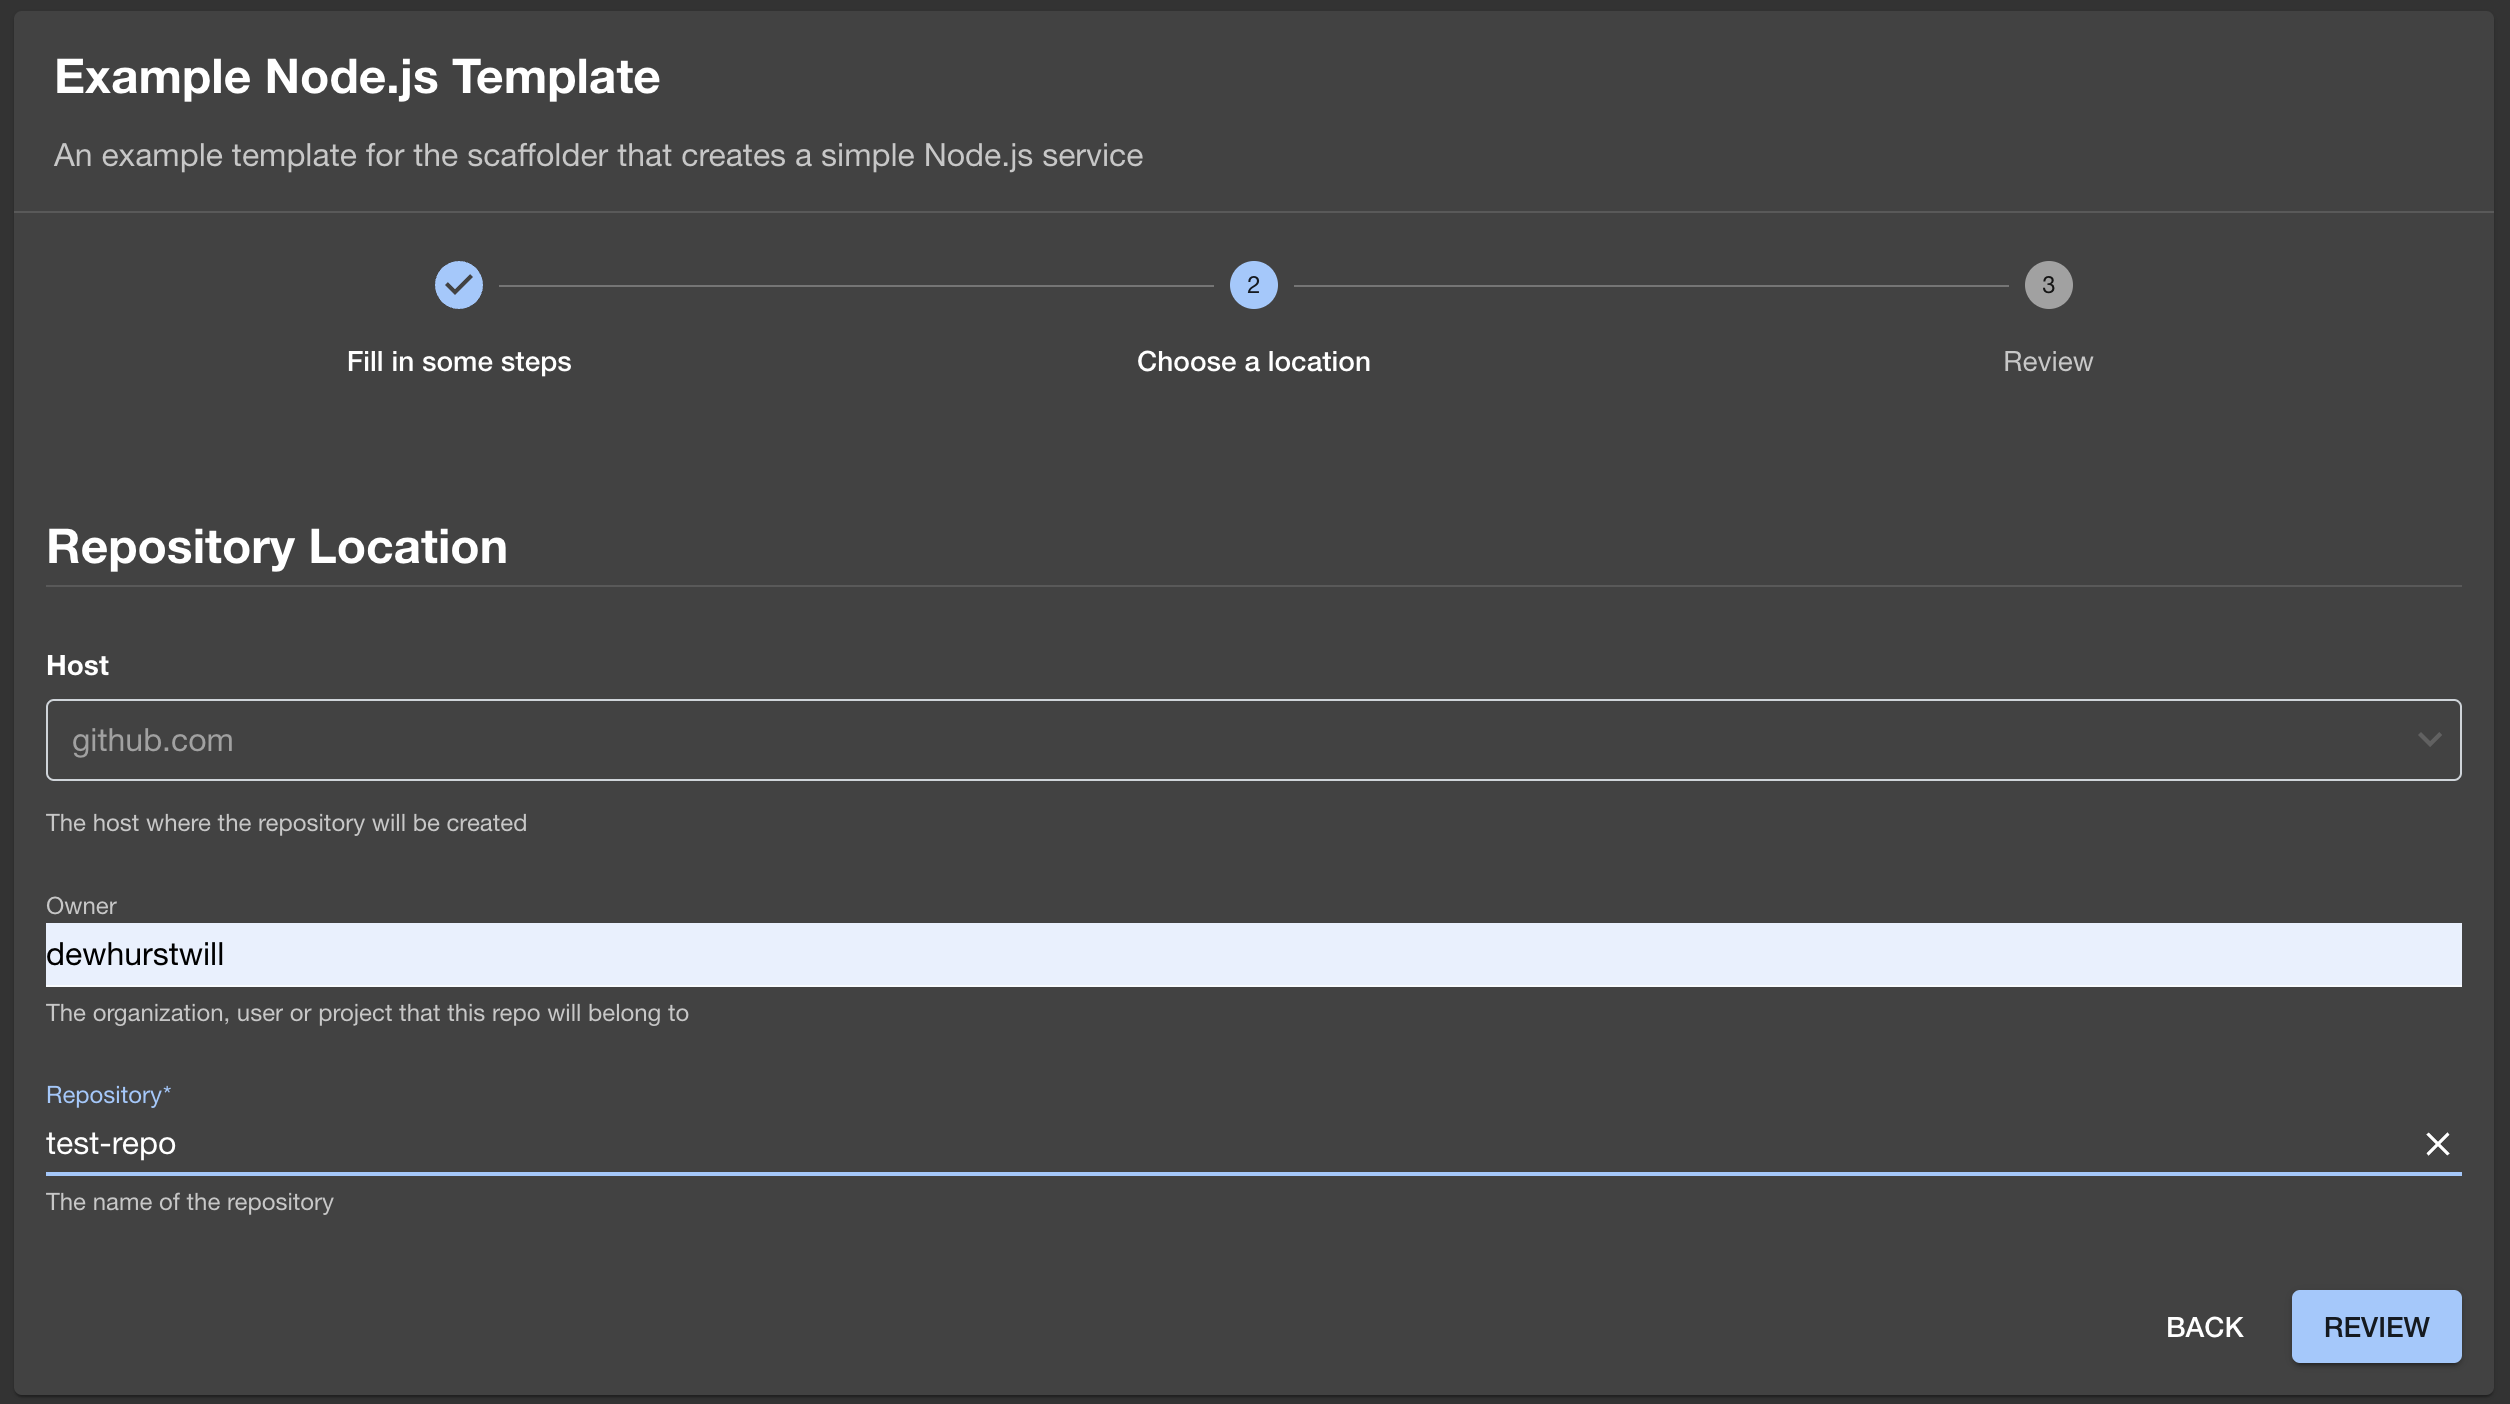 Example Node.js Template
An example template for the scaffolder that creates a simple Node.js service
2
3
Fill in some steps
Choose a location
Review
Repository Location
Host
github.com
The host where the repository will be created
Owner
dewhurstwill
The organization, user or project that this repo will belong to
Repository*
test-repo
The name of the repository
BACK
REVIEW